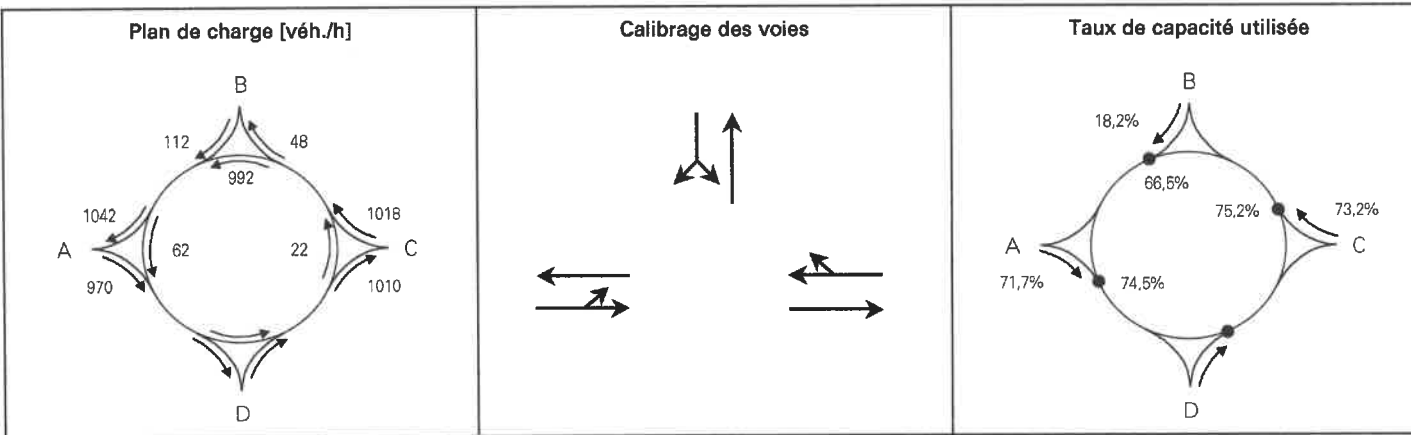 Plan de charge [véh./h]
B
112
48
992
1042
1018
A
62
22
C
970
1010
D
Calibrage des voies
Taux de capacité utilisée
B
18,2%
66,5%
75,2%
73,2%
A
C
71,7%
74,5%
D